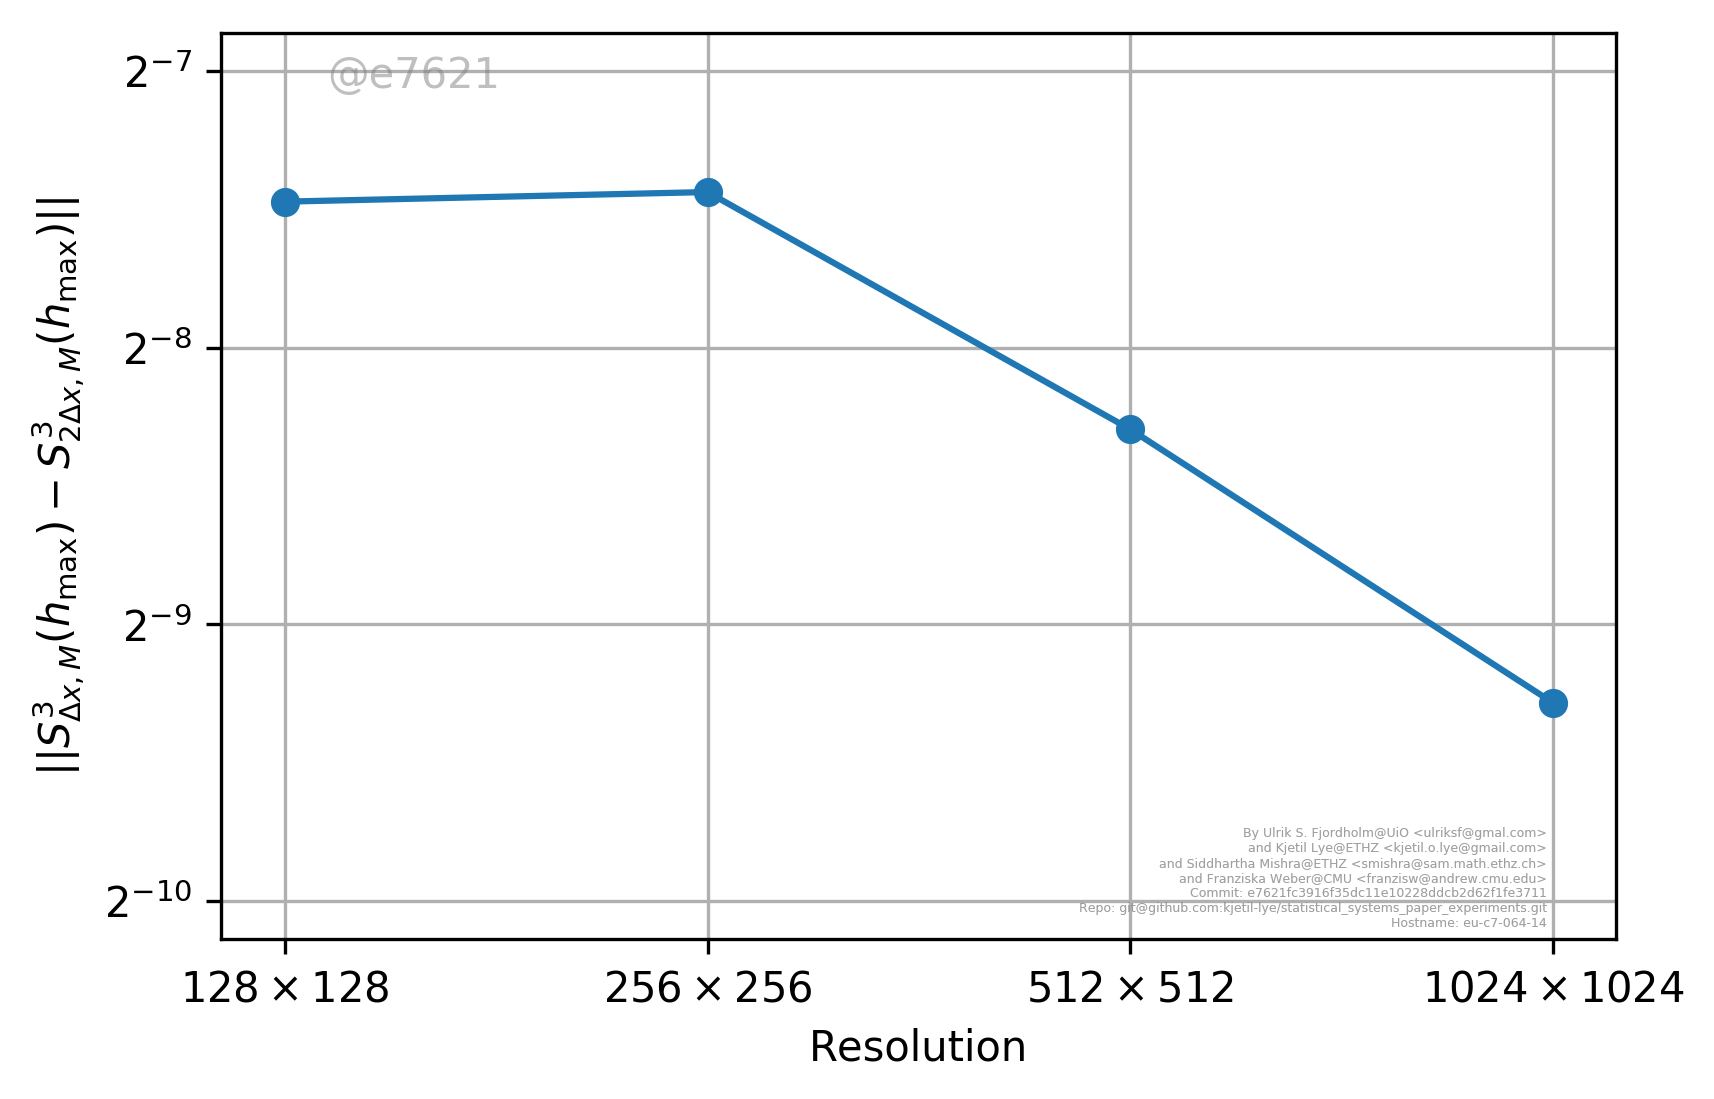 @e7621
2⁻⁷
2⁻⁸
2⁻⁹
2⁻¹⁰
||S³_{Δx,M}(h_max) − S³_{2Δx,M}(h_max)||
By Ulrik S. Fjordholm@UiO <ulriksf@gmal.com>
and Kjetil Lye@ETHZ <kjetil.o.lye@gmail.com>
and Siddhartha Mishra@ETHZ <smishra@sam.math.ethz.ch>
and Franziska Weber@CMU <franzisw@andrew.cmu.edu>
Commit: e7621fc3916f35dc11e10228ddcb2d62f1fe3711
Repo: git@github.com:kjetil-lye/statistical_systems_paper_experiments.git
Hostname: eu-c7-064-14
128 × 128 256 × 256 512 × 512 1024 × 1024
Resolution